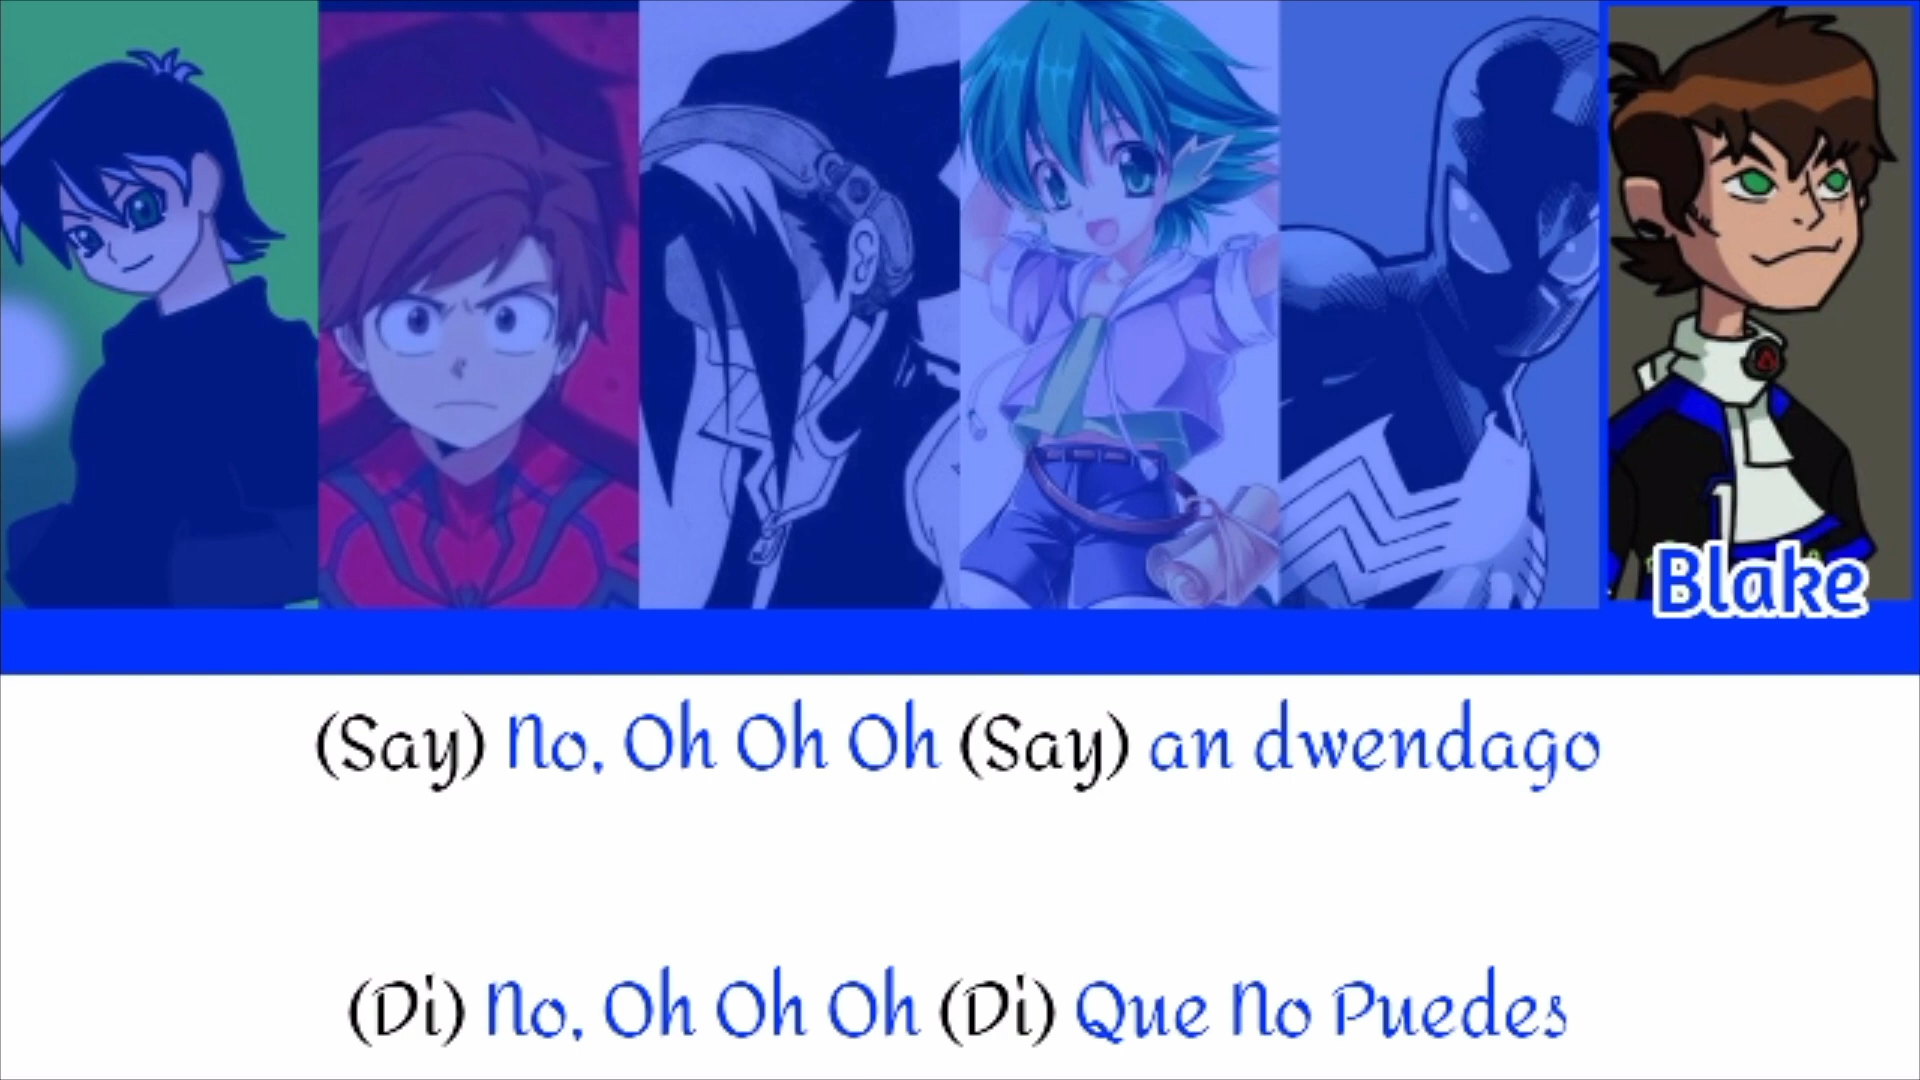 Blake
(Say) No, Oh Oh Oh (Say) an dwendago
(Di) No, Oh Oh Oh (Di) Que No Puedes